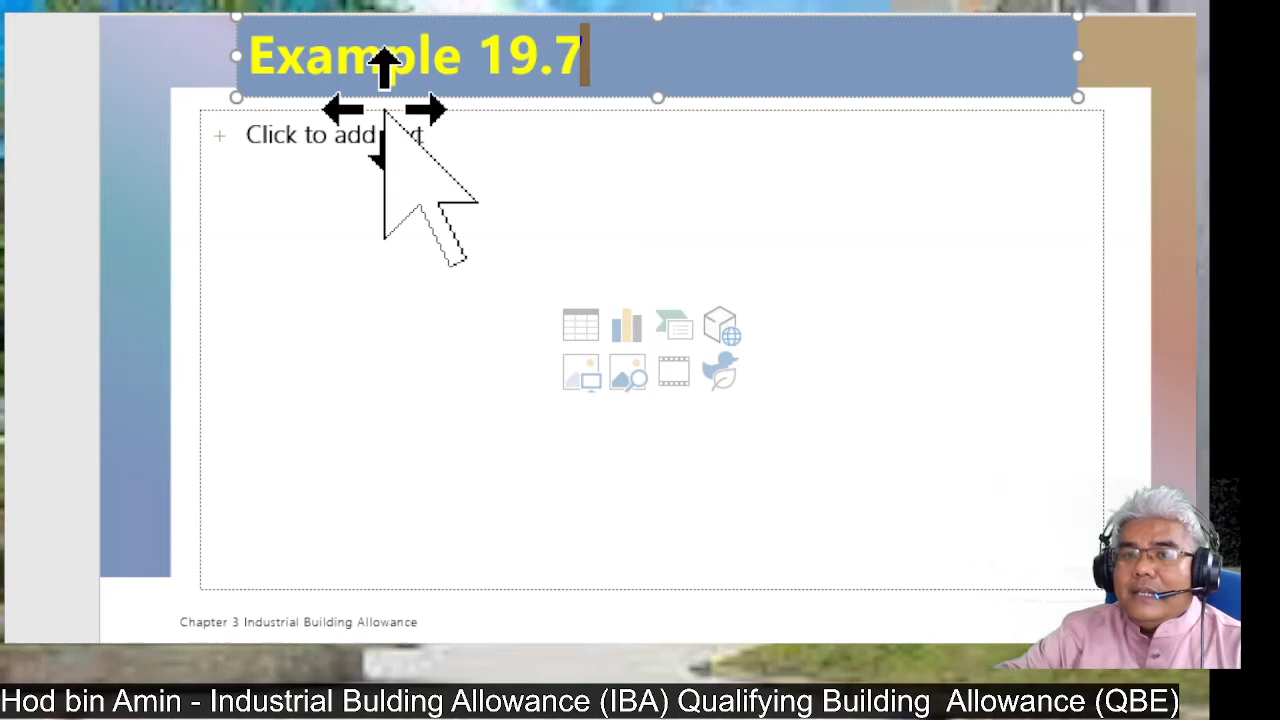 Example 19.7
+ Click to add
Chapter 3 Industrial Building Allowance
Hod bin Amin - Industrial Bulding Allowance (IBA) Qualifying Building Allowance (QBE)